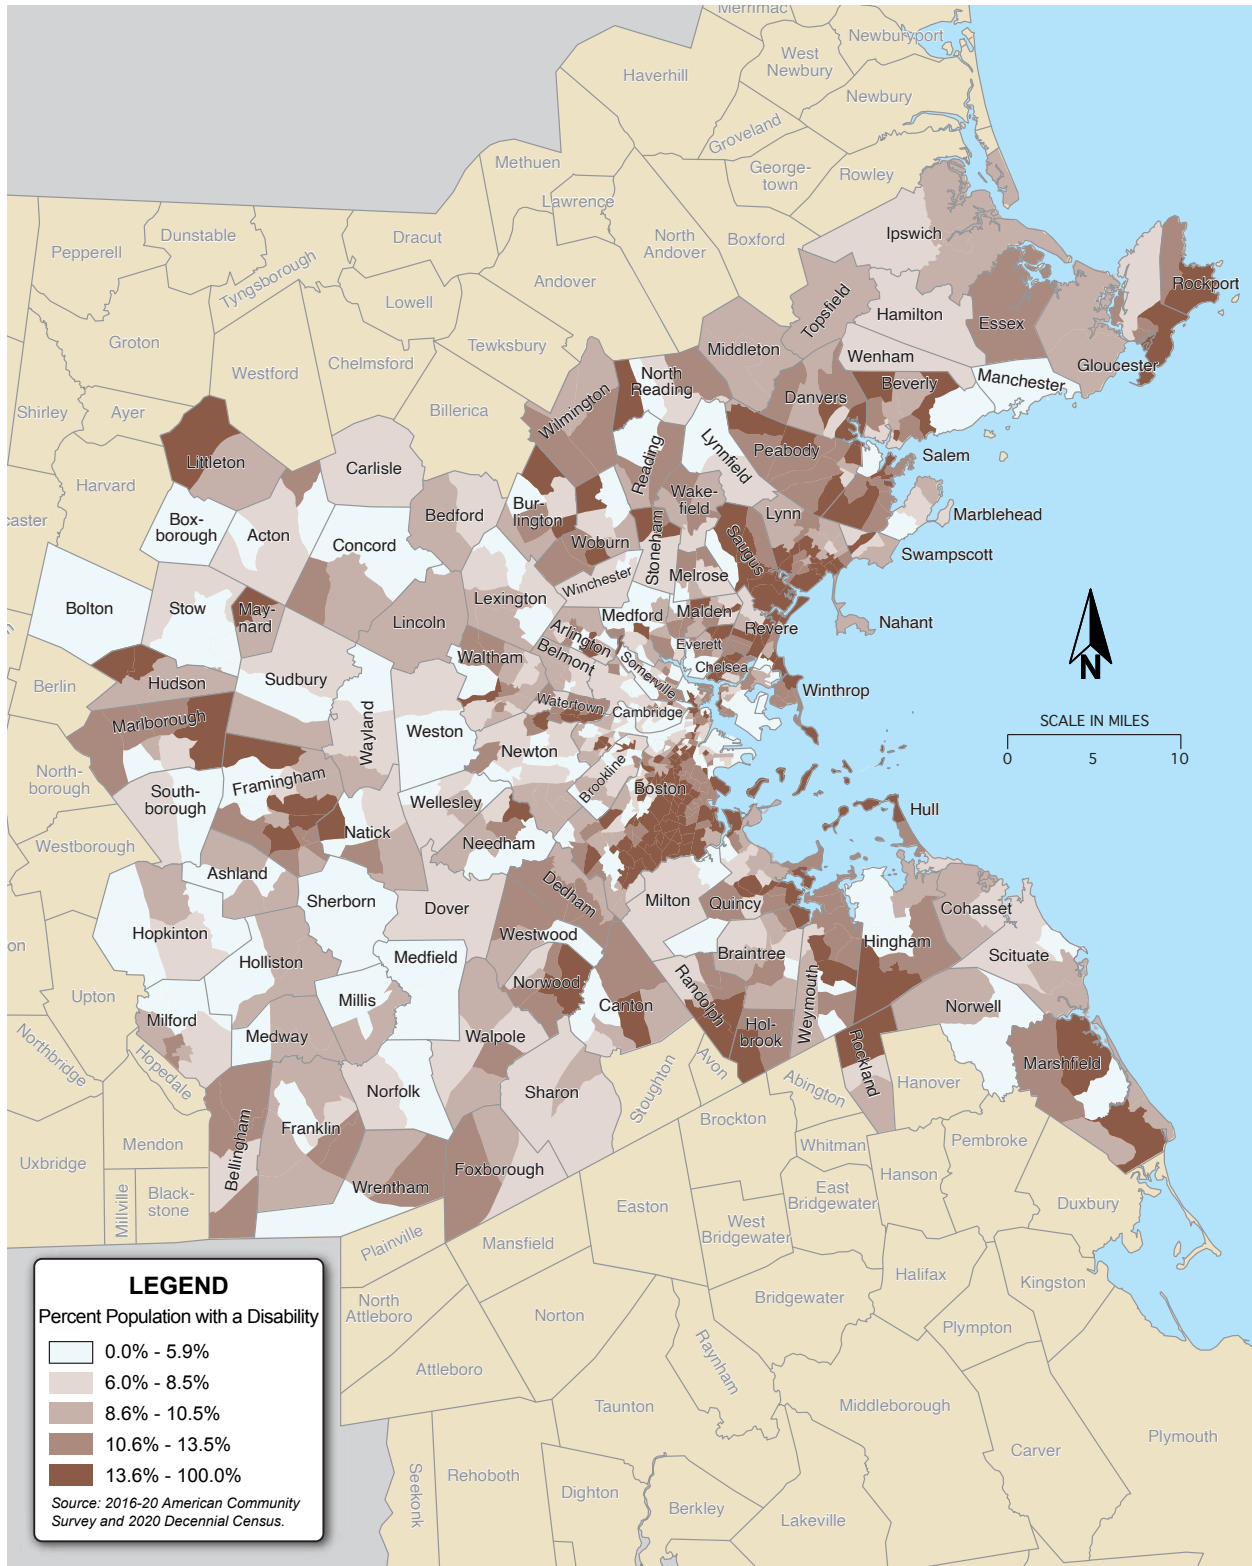 Merrimac
Newburyport
West
Newbury
Haverhill
Newbury
Groveland
Methuen
George-
town
Rowley
Lawrence
Dunstable
Dracut
North
Andover
Boxford
Ipswich
Pepperell
Tyngsborough
Andover
Rockport
Lowell
Topsfield
Hamilton
Essex
Groton
Tewksbury
Middleton
Wenham
Chelmsford
Westford
North
Reading
Gloucester
Manchester
Beverly
Danvers
Shirley
Ayer
Billerica
Wilmington
Peabody
Salem
Littleton
Carlisle
Reading
Lynnfield
Harvard
Wake-
field
Lynn
Marblehead
Bur-
lington
Bedford
Box-
borough
Acton
Concord
caster
Woburn
Stoneham
Saugus
Swampscott
Winchester
Melrose
Bolton
Stow
May-
nard
Lexington
Lincoln
Medford
Malden
Revere
Nahant
Arlington
Everett
Belmont
Waltham
Somerville
Chelsea
N
Berlin
Hudson
Sudbury
Winthrop
Watertown
Cambridge
Marlborough
Wayland
Weston
Newton
SCALE IN MILES
0 5 10
North-
borough
Framingham
Brookline
Boston
South-
borough
Wellesley
Hull
Natick
Needham
Westborough
Ashland
Dedham
Sherborn
Dover
Milton
Quincy
Cohasset
Hopkinton
Westwood
Hingham
on
Holliston
Medfield
Braintree
Scituate
Norwood
Randolph
Weymouth
Upton
Millis
Canton
Norwell
Milford
Medway
Walpole
Hol-
brook
Rockland
Northbridge
Hopedale
Norfolk
Sharon
Stoughton
Avon
Abington
Hanover
Marshfield
Bellingham
Franklin
Brockton
Mendon
Whitman
Pembroke
Uxbridge
Foxborough
Hanson
Millville
Black-
stone
Wrentham
East
Bridgewater
Easton
West
Bridgewater
Duxbury
Plainville
Mansfield
Halifax
Kingston
North
Attleboro
Norton
Bridgewater
Plympton
Raynham
Attleboro
Taunton
Middleborough
Carver
Plymouth
Seekonk
Rehoboth
Dighton
Berkley
Lakeville
LEGEND
Percent Population with a Disability
0.0% - 5.9%
6.0% - 8.5%
8.6% - 10.5%
10.6% - 13.5%
13.6% - 100.0%
Source: 2016-20 American Community
Survey and 2020 Decennial Census.